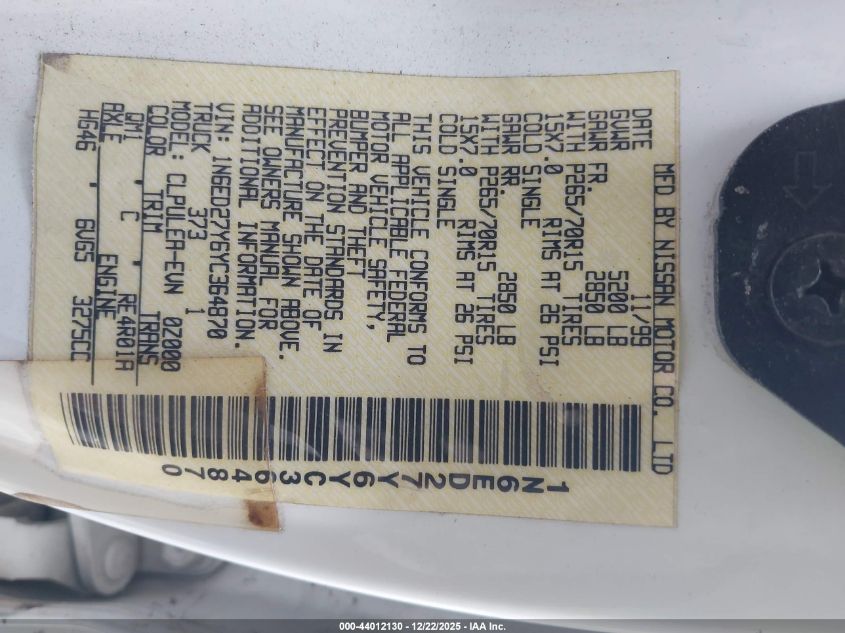 MFD BY NISSAN MOTOR CO. LTD
DATE 11/99
GVWR 5200 LB
GAWR FR. 2850 LB
WITH P265/70R15 TIRES
15X7.0 RIMS AT 26 PSI
COLD SINGLE
GAWR RR. 2850 LB
WITH P265/70R15 TIRES
15X7.0 RIMS AT 26 PSI
COLD SINGLE
THIS VEHICLE CONFORMS TO
ALL APPLICABLE FEDERAL
MOTOR VEHICLE SAFETY,
BUMPER AND THEFT
PREVENTION STANDARDS IN
EFFECT ON THE DATE OF
MANUFACTURE SHOWN ABOVE.
SEE OWNERS MANUAL FOR
ADDITIONAL INFORMATION.
VIN: 1N6ED27Y6YC364870
TRUCK 373 1
MODEL: CLPULEA-EUN 0Z000
COLOR TRIM TRANS
QM1 C RE4R01A
AXLE ENGINE
HG46 6V65 3275CC
1N6ED27Y6YC364870
000-44012130 - 12/22/2025 - IAA Inc.